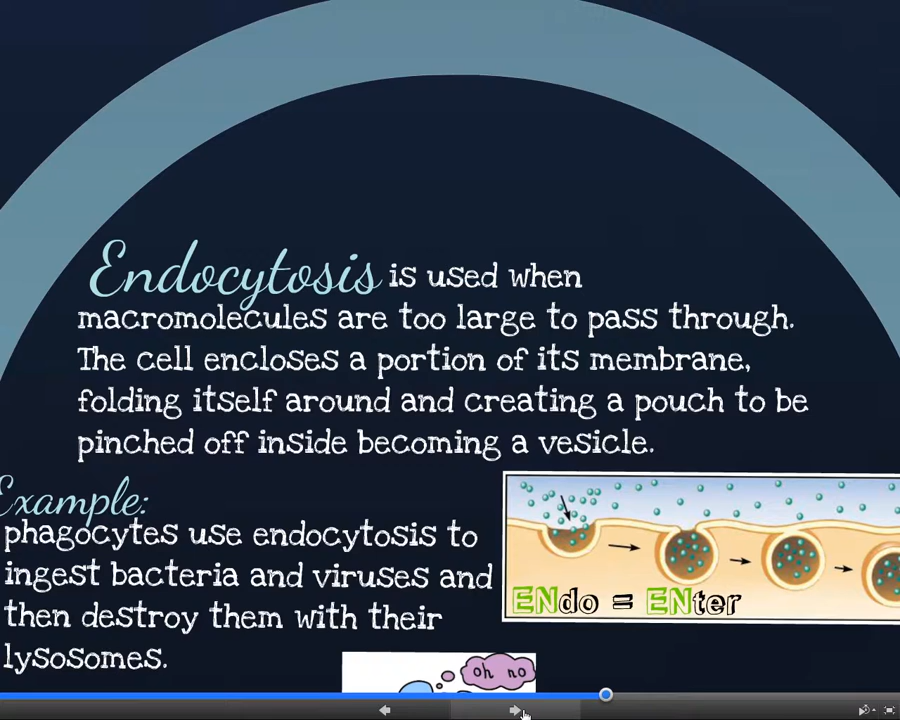 Endocytosis is used when
macromolecules are too large to pass through.
The cell encloses a portion of its membrane,
folding itself around and creating a pouch to be
pinched off inside becoming a vesicle.
Example:
phagocytes use endocytosis to
ingest bacteria and viruses and
then destroy them with their
lysosomes.
ENdo = ENter
oh no